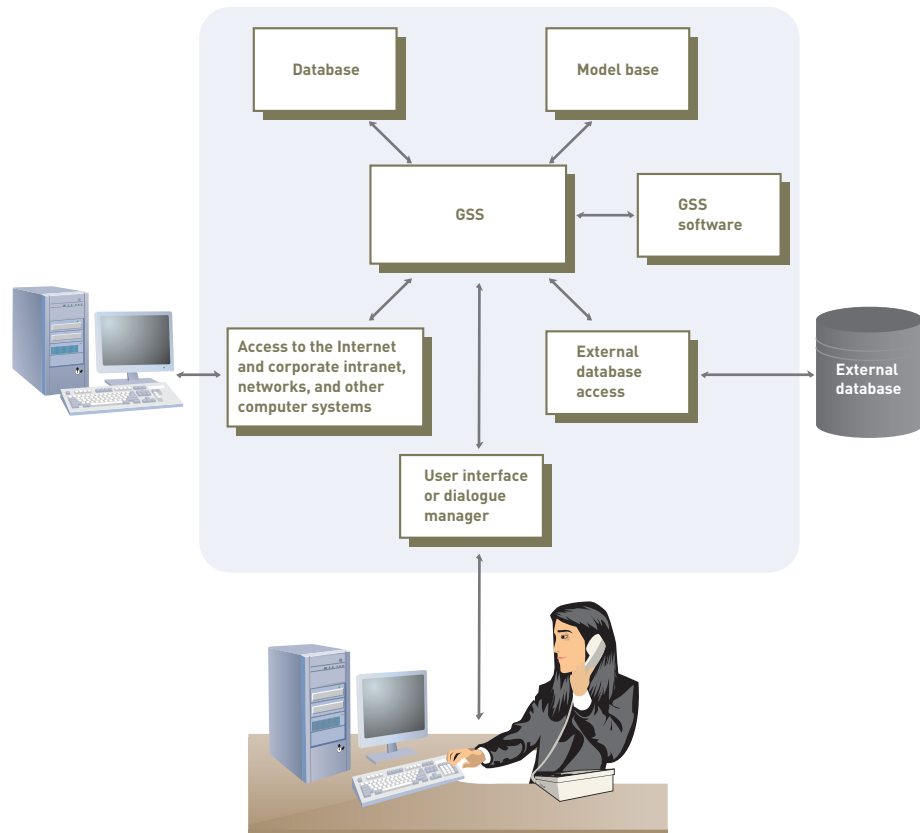 Database
Model base
GSS
GSS
software
Access to the Internet
and corporate intranet,
networks, and other
computer systems
External
database
access
External
database
User interface
or dialogue
manager